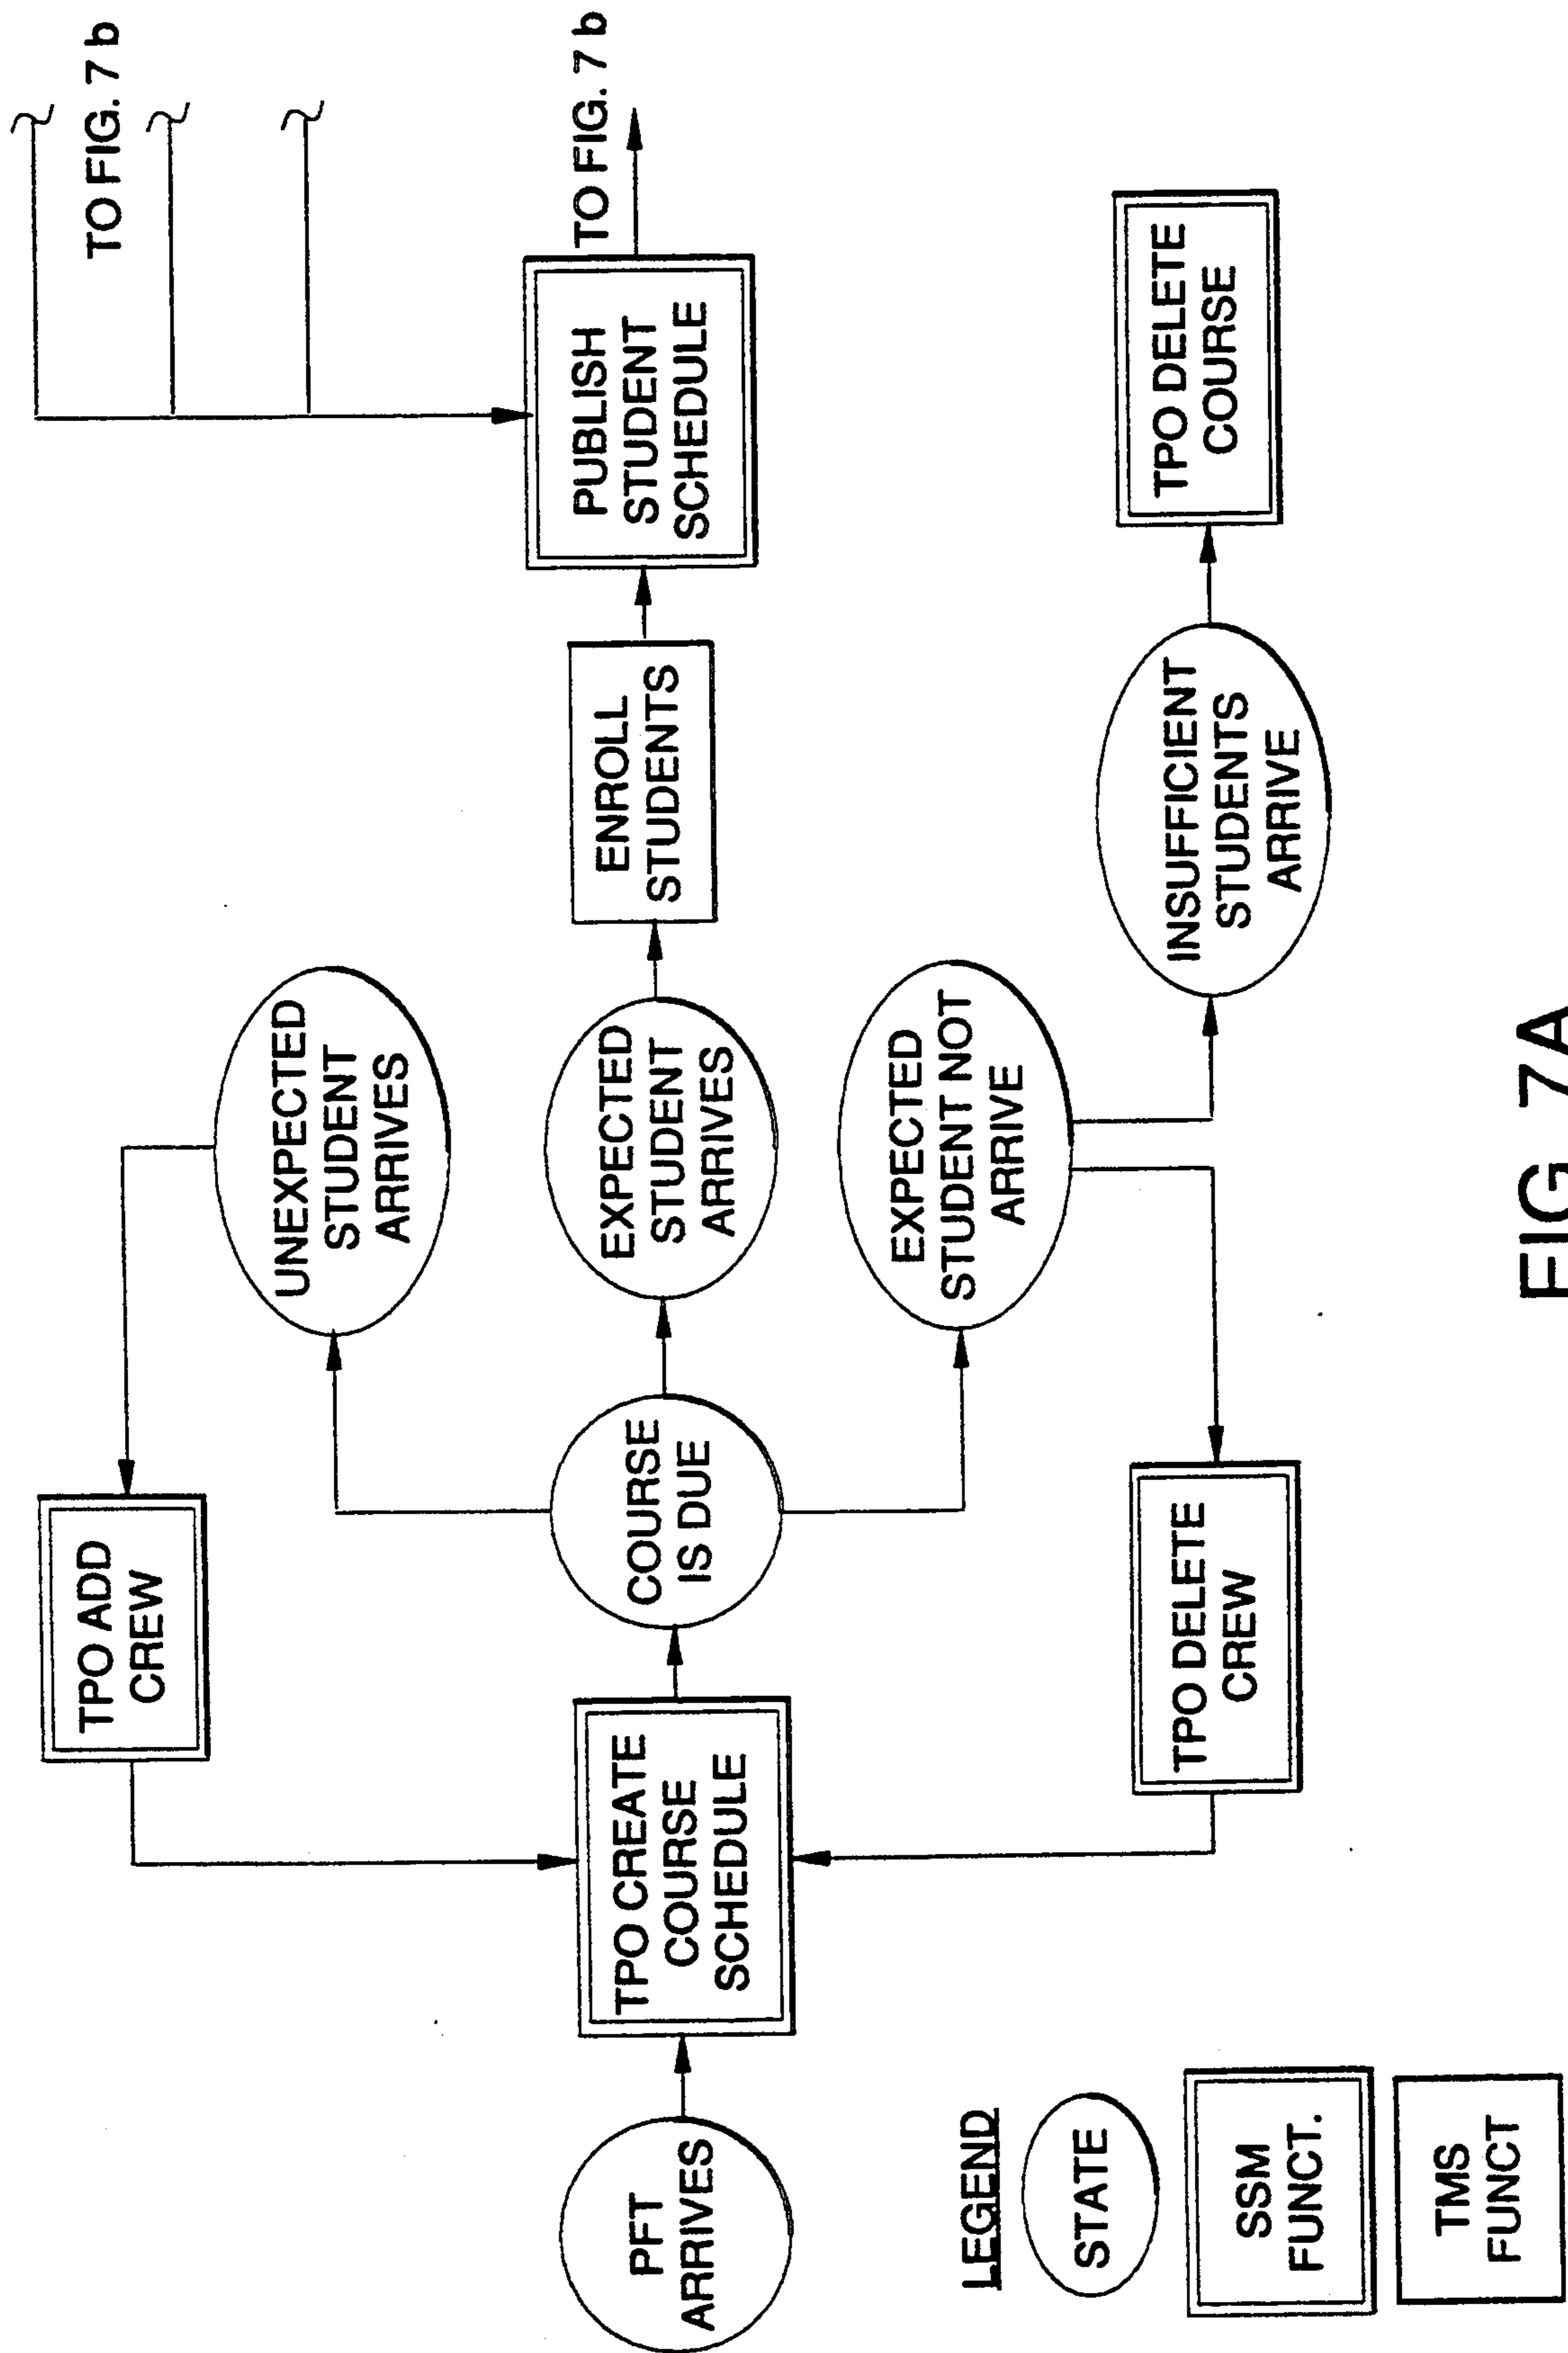 TO FIG. 7 b
TPO ADD
CREW
UNEXPECTED
STUDENT
ARRIVES
PFT
ARRIVES
TPO CREATE
COURSE
SCHEDULE
COURSE
IS DUE
EXPECTED
STUDENT
ARRIVES
ENROLL
STUDENTS
PUBLISH
STUDENT
SCHEDULE
TO FIG. 7 b
EXPECTED
STUDENT NOT
ARRIVE
TPO DELETE
CREW
INSUFFICIENT
STUDENTS
ARRIVE
TPO DELETE
COURSE
LEGEND
STATE
SSM
FUNCT.
TMS
FUNCT
FIG. 7A